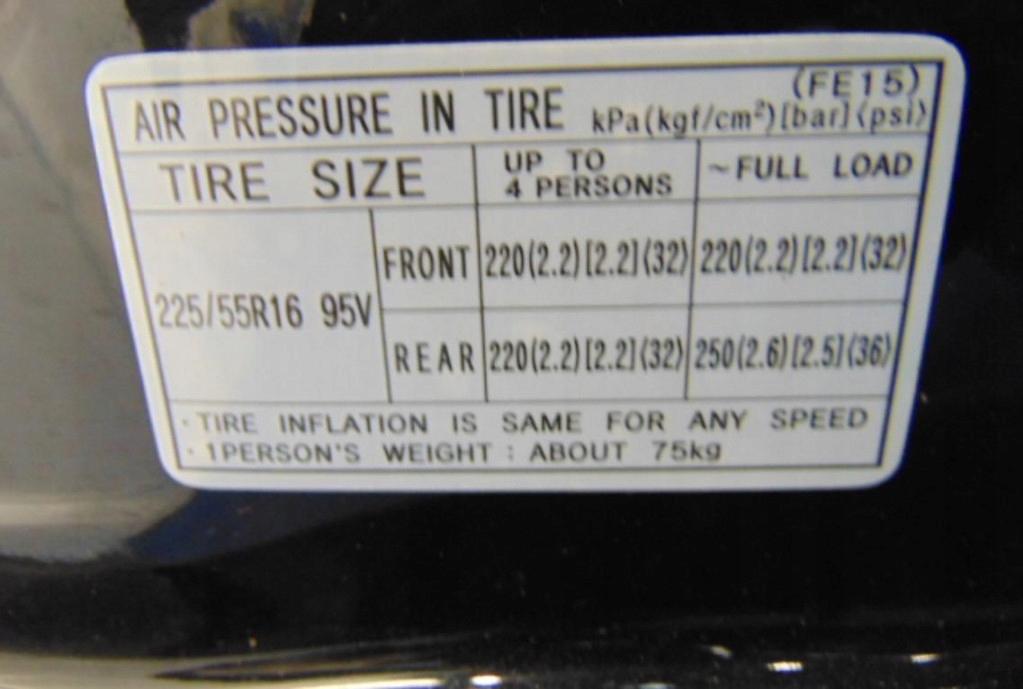 (FE15)
AIR PRESSURE IN TIRE kPa(kgf/cm²)[bar]⟨psi⟩
TIRE SIZE UP TO 4 PERSONS ~FULL LOAD
225/55R16 95V
FRONT 220(2.2)[2.2]⟨32⟩ 220(2.2)[2.2]⟨32⟩
REAR 220(2.2)[2.2]⟨32⟩ 250(2.6)[2.5]⟨36⟩
· TIRE INFLATION IS SAME FOR ANY SPEED
· 1PERSON'S WEIGHT : ABOUT 75kg